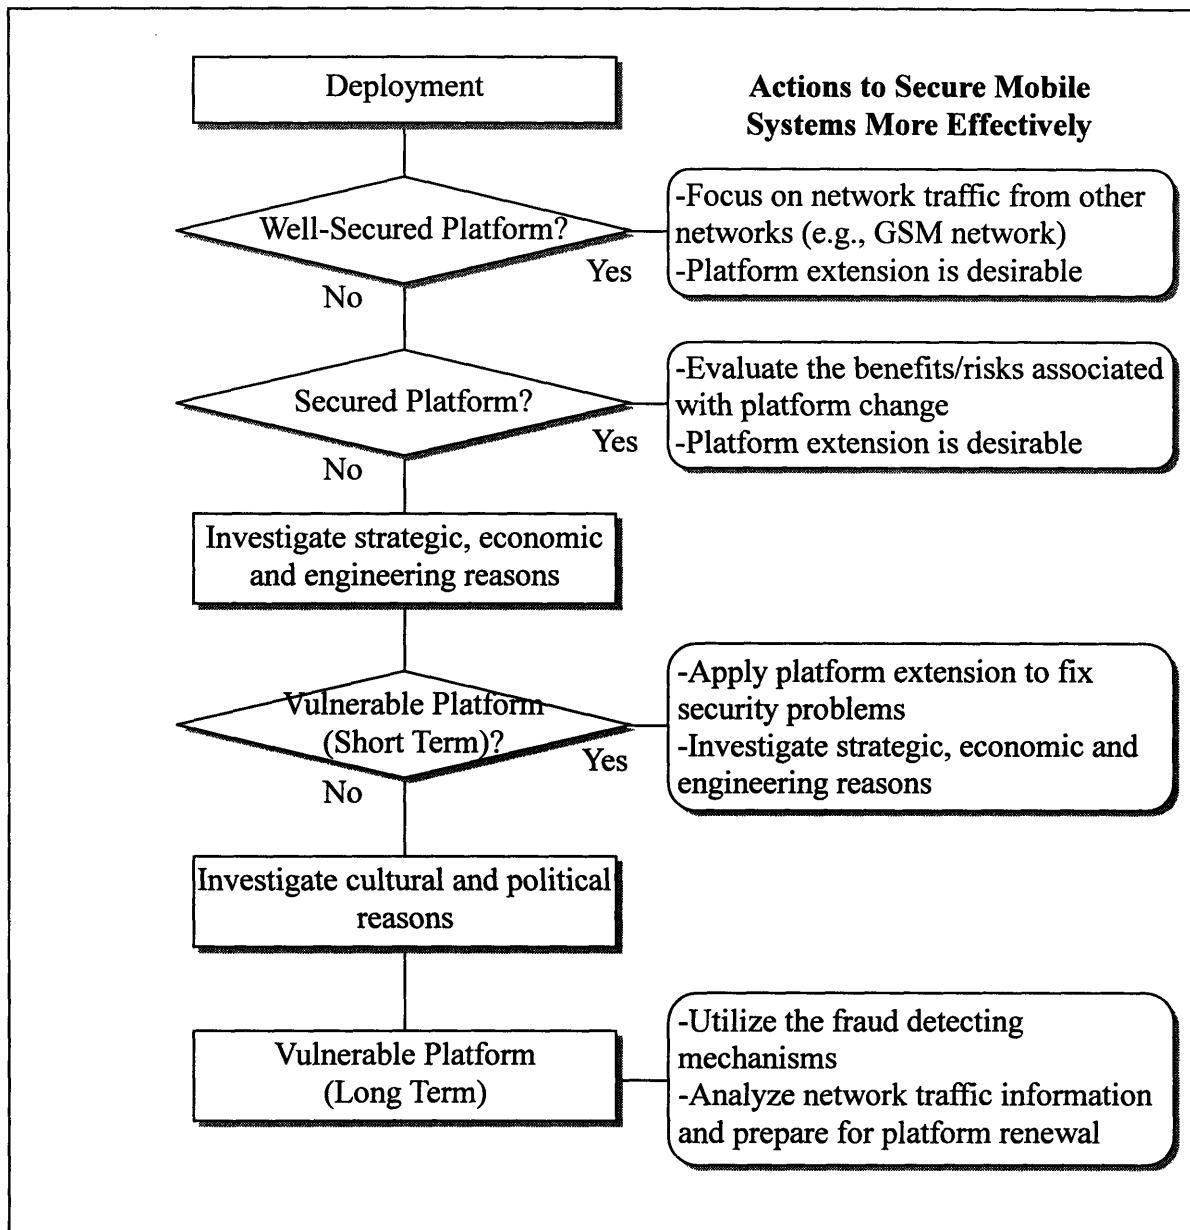 Deployment
Actions to Secure Mobile
Systems More Effectively
Well-Secured Platform?
Yes
No
-Focus on network traffic from other
networks (e.g., GSM network)
-Platform extension is desirable
Secured Platform?
Yes
No
-Evaluate the benefits/risks associated
with platform change
-Platform extension is desirable
Investigate strategic, economic
and engineering reasons
Vulnerable Platform
(Short Term)?
Yes
No
-Apply platform extension to fix
security problems
-Investigate strategic, economic and
engineering reasons
Investigate cultural and political
reasons
Vulnerable Platform
(Long Term)
-Utilize the fraud detecting
mechanisms
-Analyze network traffic information
and prepare for platform renewal